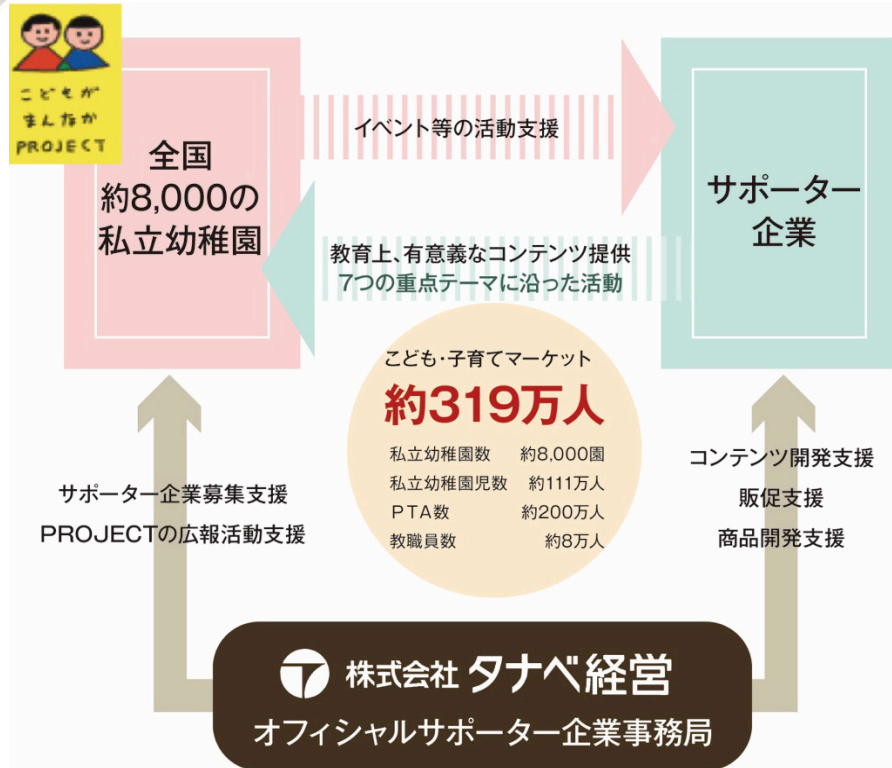 こどもが
まんなか
PROJECT
全国
約8,000の
私立幼稚園
イベント等の活動支援
サポーター
企業
教育上、有意義なコンテンツ提供
7つの重点テーマに沿った活動
こども・子育てマーケット
約319万人
私立幼稚園数 約8,000園
私立幼稚園児数 約111万人
PTA数 約200万人
教職員数 約8万人
サポーター企業募集支援
PROJECTの広報活動支援
コンテンツ開発支援
販促支援
商品開発支援
株式会社 タナベ経営
オフィシャルサポーター企業事務局